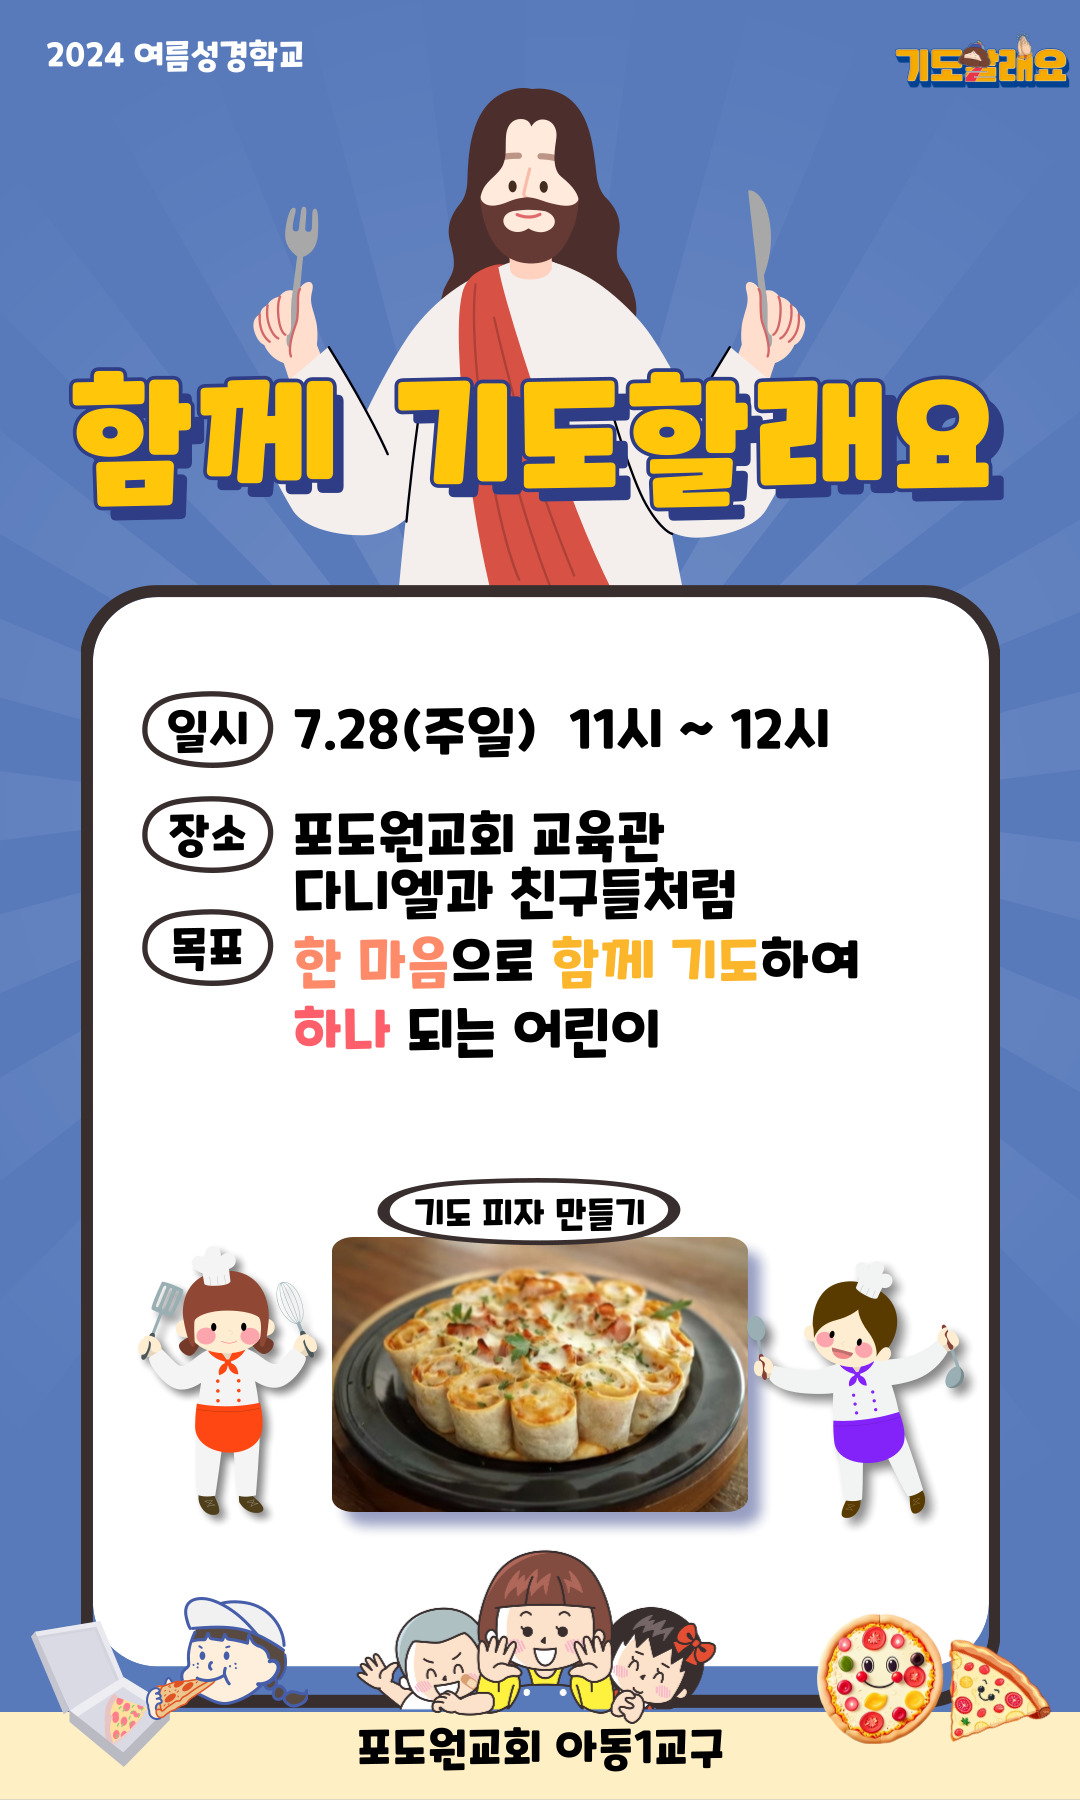 2024 여름성경학교
기도할래요
함께 기도할래요
일시 7.28(주일) 11시 ~ 12시
장소 포도원교회 교육관
다니엘과 친구들처럼
목표 한 마음으로 함께 기도하여
하나 되는 어린이
기도 피자 만들기
포도원교회 아동1교구